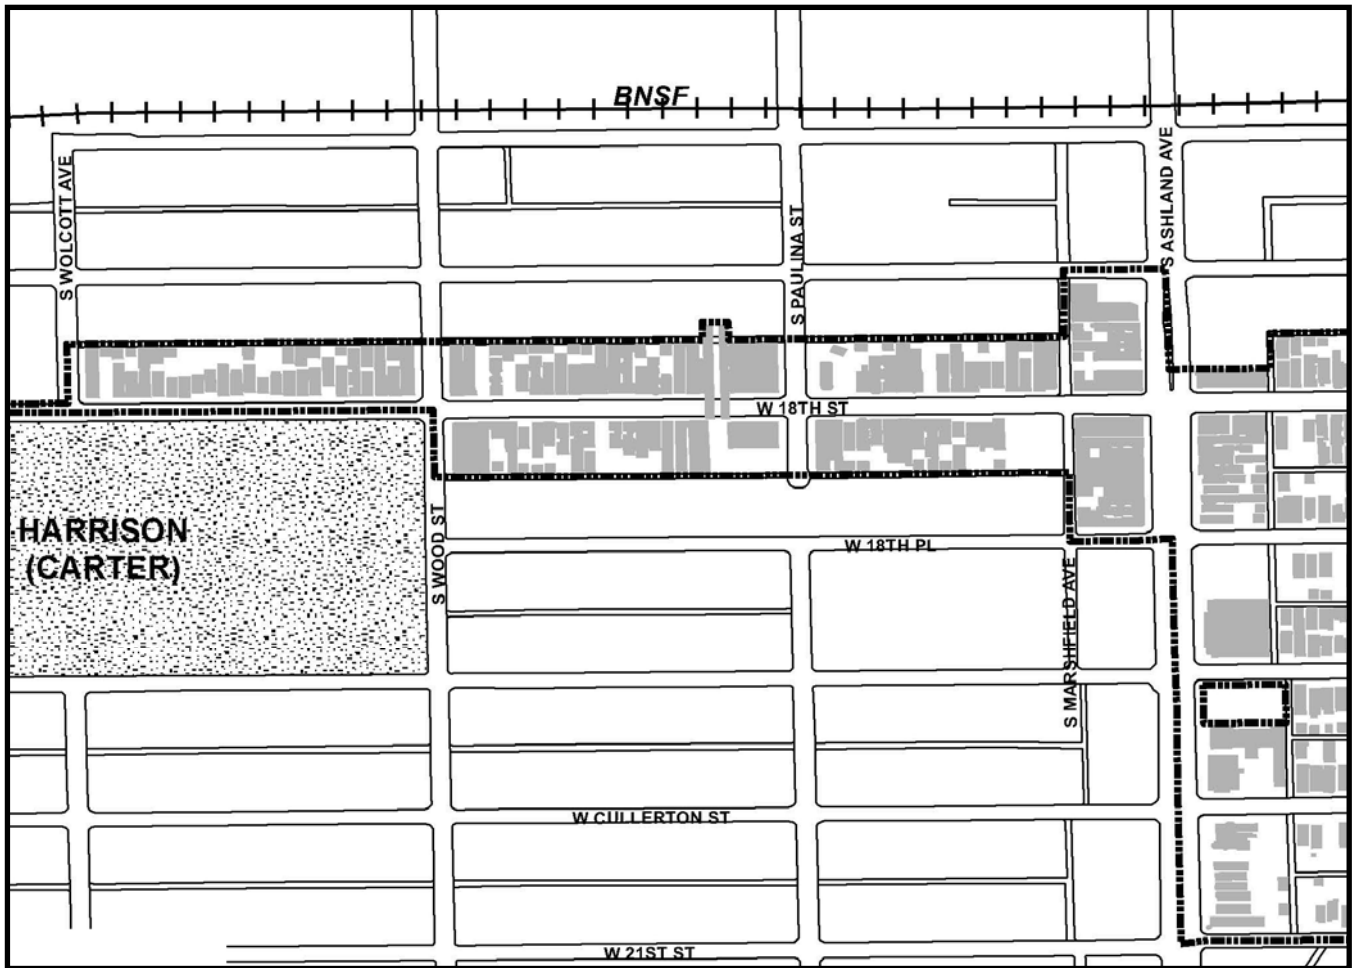 BNSF
S WOLCOTT AVE
S PAULINA ST
S ASHLAND AVE
W 18TH ST
HARRISON
(CARTER)
S WOOD ST
W 18TH PL
S MARSHFIELD AVE
W CULLERTON ST
W 21ST ST